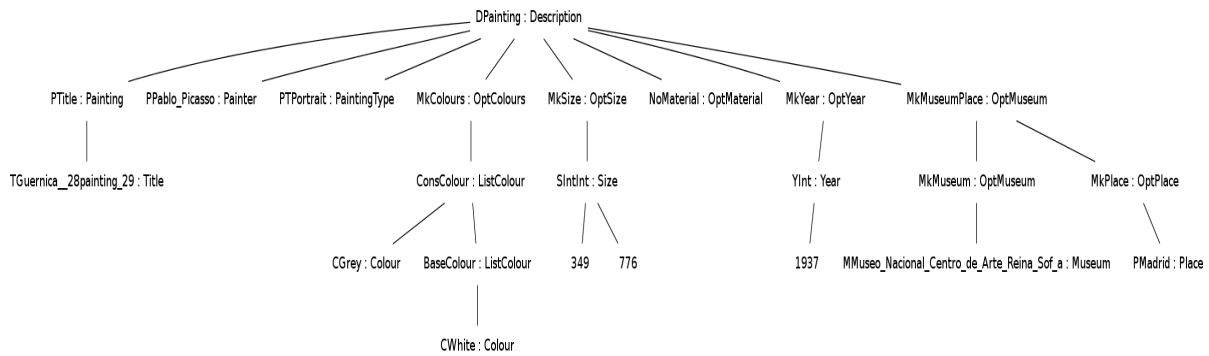 DPainting : Description
PTitle : Painting PPablo_Picasso : Painter PTPortrait : PaintingType MkColours : OptColours MkSize : OptSize NoMaterial : OptMaterial MkYear : OptYear MkMuseumPlace : OptMuseum
TGuernica__28painting_29 : Title ConsColour : ListColour SIntInt : Size YInt : Year MkMuseum : OptMuseum MkPlace : OptPlace
CGrey : Colour BaseColour : ListColour 349 776 1937 MMuseo_Nacional_Centro_de_Arte_Reina_Sof_a : Museum PMadrid : Place
CWhite : Colour